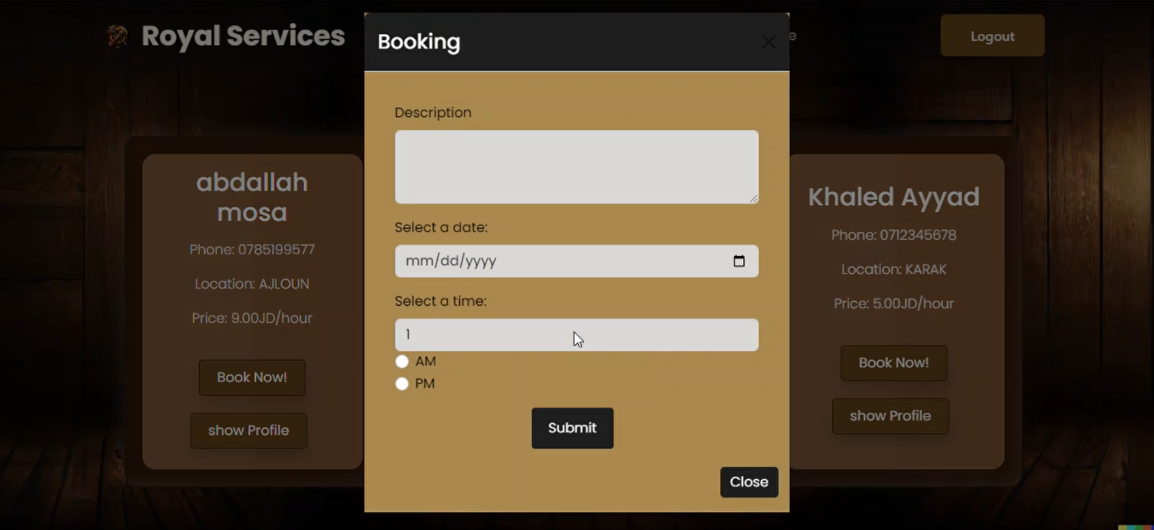 Royal Services
Logout
Booking
Description
Select a date:
mm/dd/yyyy
Select a time:
1
AM
PM
Submit
Close
abdallah
mosa
Phone: 0785199577
Location: AJLOUN
Price: 9.00JD/hour
Book Now!
show Profile
Khaled Ayyad
Phone: 0712345678
Location: KARAK
Price: 5.00JD/hour
Book Now!
show Profile